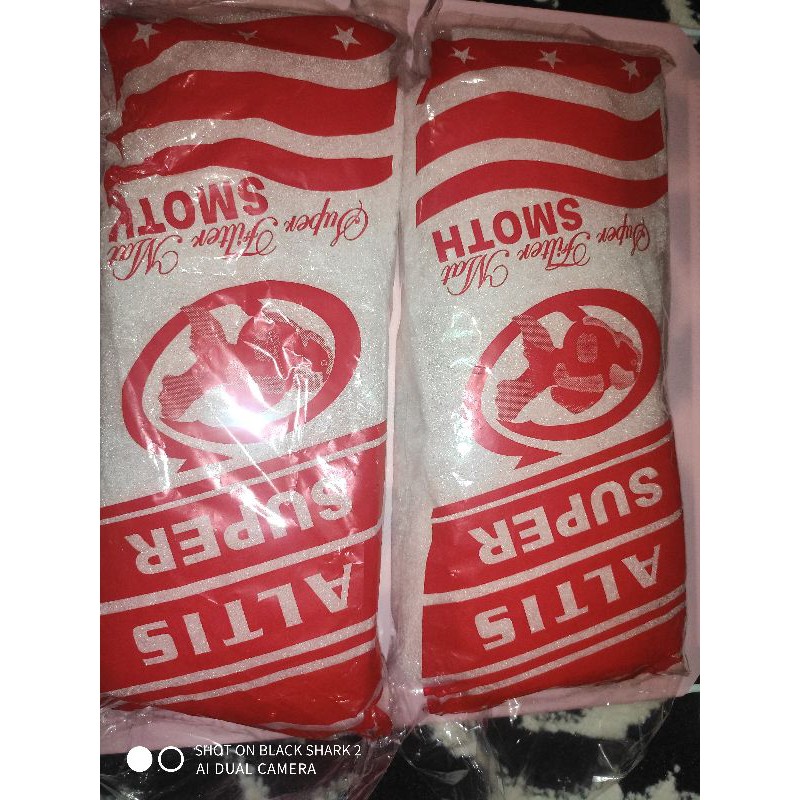 ALTIS
SUPER
Super Filter Mat
SMOTH
ALTIS
SUPER
Super Filter Mat
SMOTH
SHOT ON BLACK SHARK 2
AI DUAL CAMERA